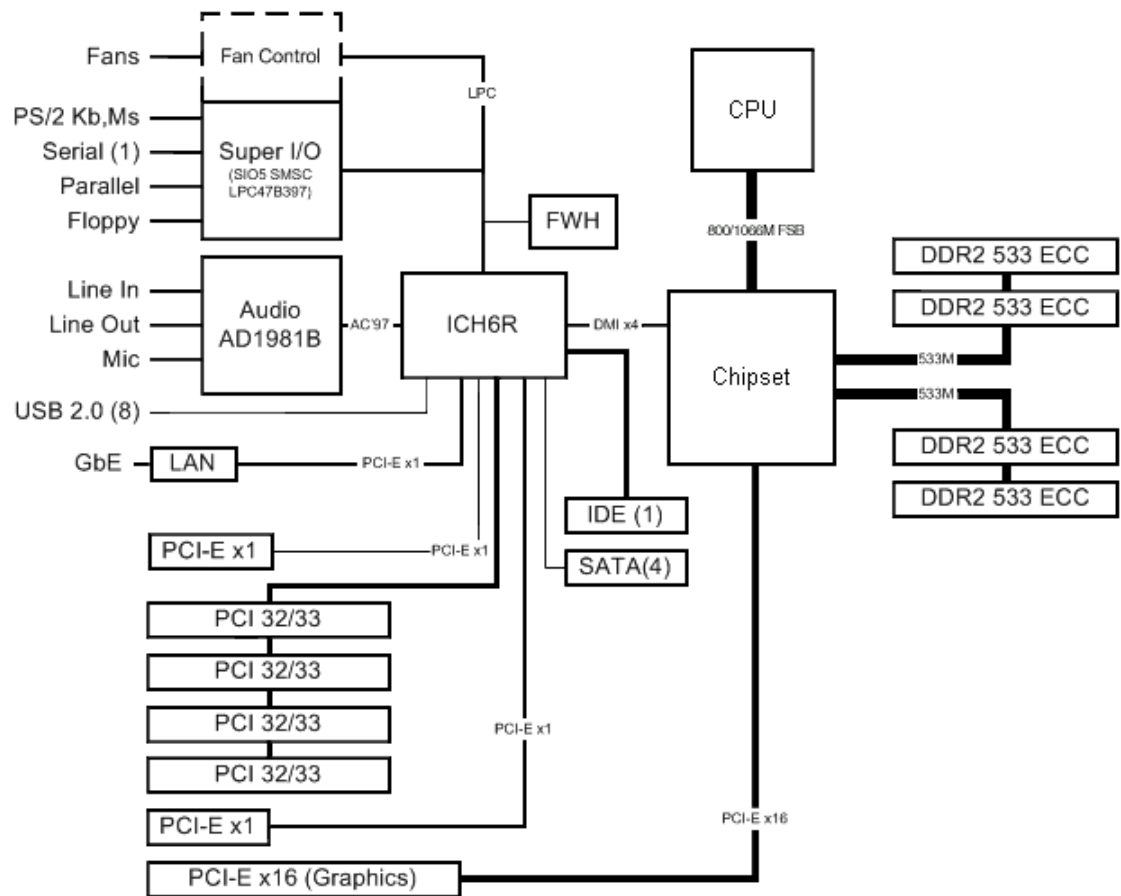 Fans
Fan Control
LPC
CPU
PS/2 Kb,Ms
Serial (1)
Parallel
Floppy
Super I/O
(SIO5 SMSC
LPC47B397)
FWH
800/1066M FSB
DDR2 533 ECC
DDR2 533 ECC
Line In
Line Out
Mic
Audio
AD1981B
AC'97
ICH6R
DMI x4
Chipset
533M
533M
USB 2.0 (8)
GbE
LAN
PCI-E x1
DDR2 533 ECC
DDR2 533 ECC
IDE (1)
SATA(4)
PCI-E x1
PCI-E x1
PCI 32/33
PCI 32/33
PCI 32/33
PCI 32/33
PCI-E x1
PCI-E x1
PCI-E x16
PCI-E x16 (Graphics)